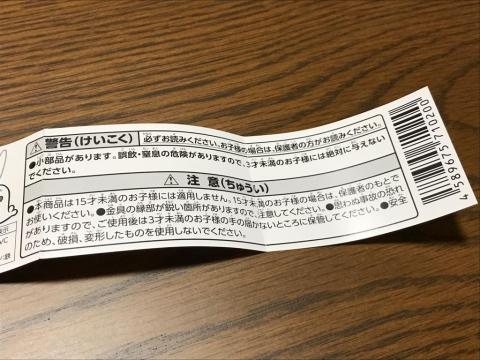 警告(けいこく) 必ずお読みください。お子様の場合は、保護者の方がお読みください。
●小部品があります。誤飲・窒息の危険がありますので、3才未満のお子様には絶対に与えない
でください。
注意(ちゅうい)
●本商品は15才未満のお子様には適用しません。15才未満のお子様の場合は、保護者のもとで
お使いください。●金具の縁部が鋭い箇所がありますので、注意してください。●思わぬ事故の恐れ
がありますので、ご使用後は3才未満のお子様の手の届かないところに保管してください。●安全
のため、破損、変形したものを使用しないでください。
4589675710200